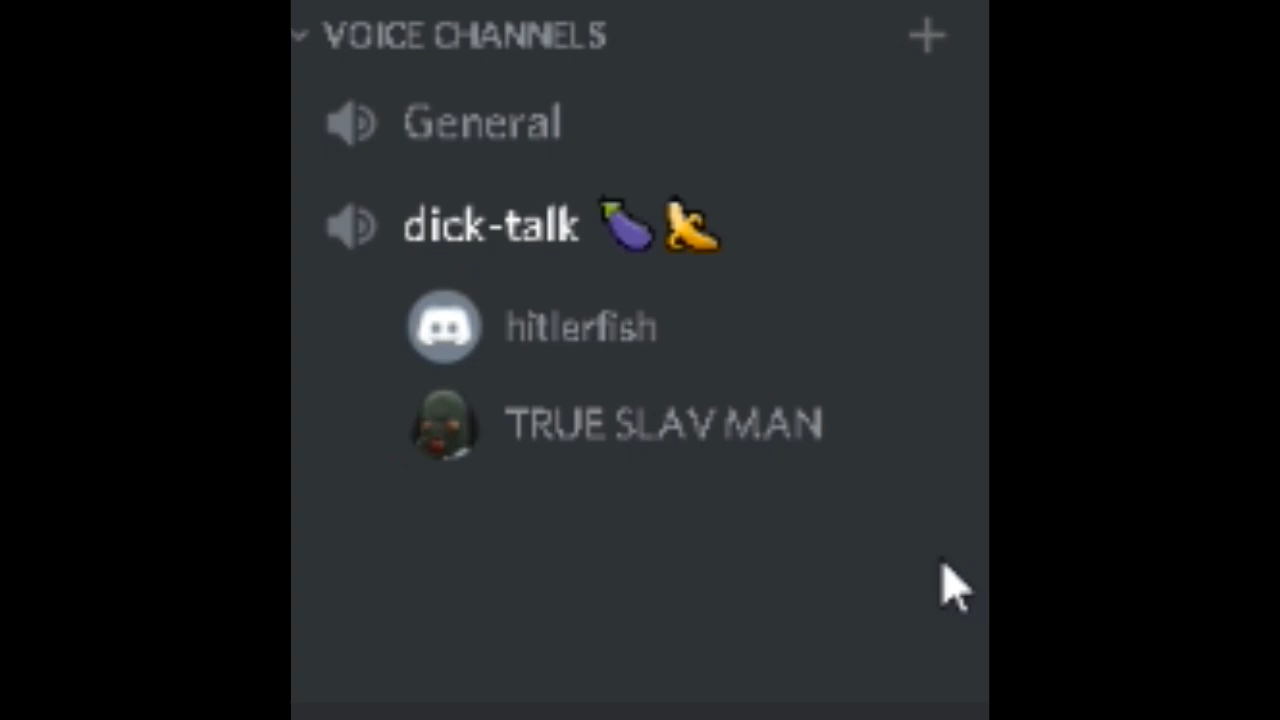 VOICE CHANNELS
General
dick-talk 🍆🍌
hitlerfish
TRUE SLAV MAN